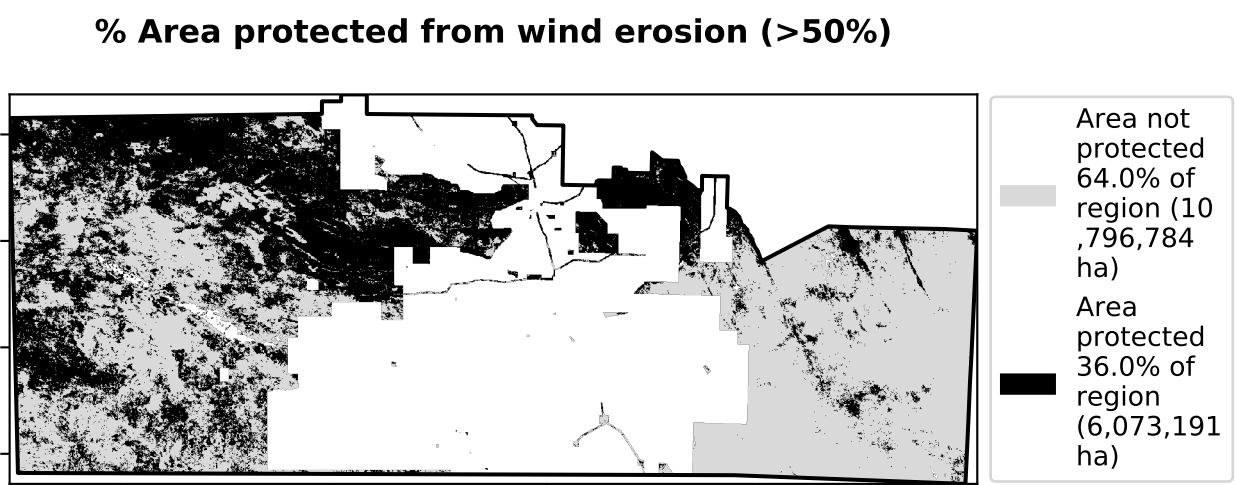 % Area protected from wind erosion (>50%)
Area not
protected
64.0% of
region (10
,796,784
ha)
Area
protected
36.0% of
region
(6,073,191
ha)